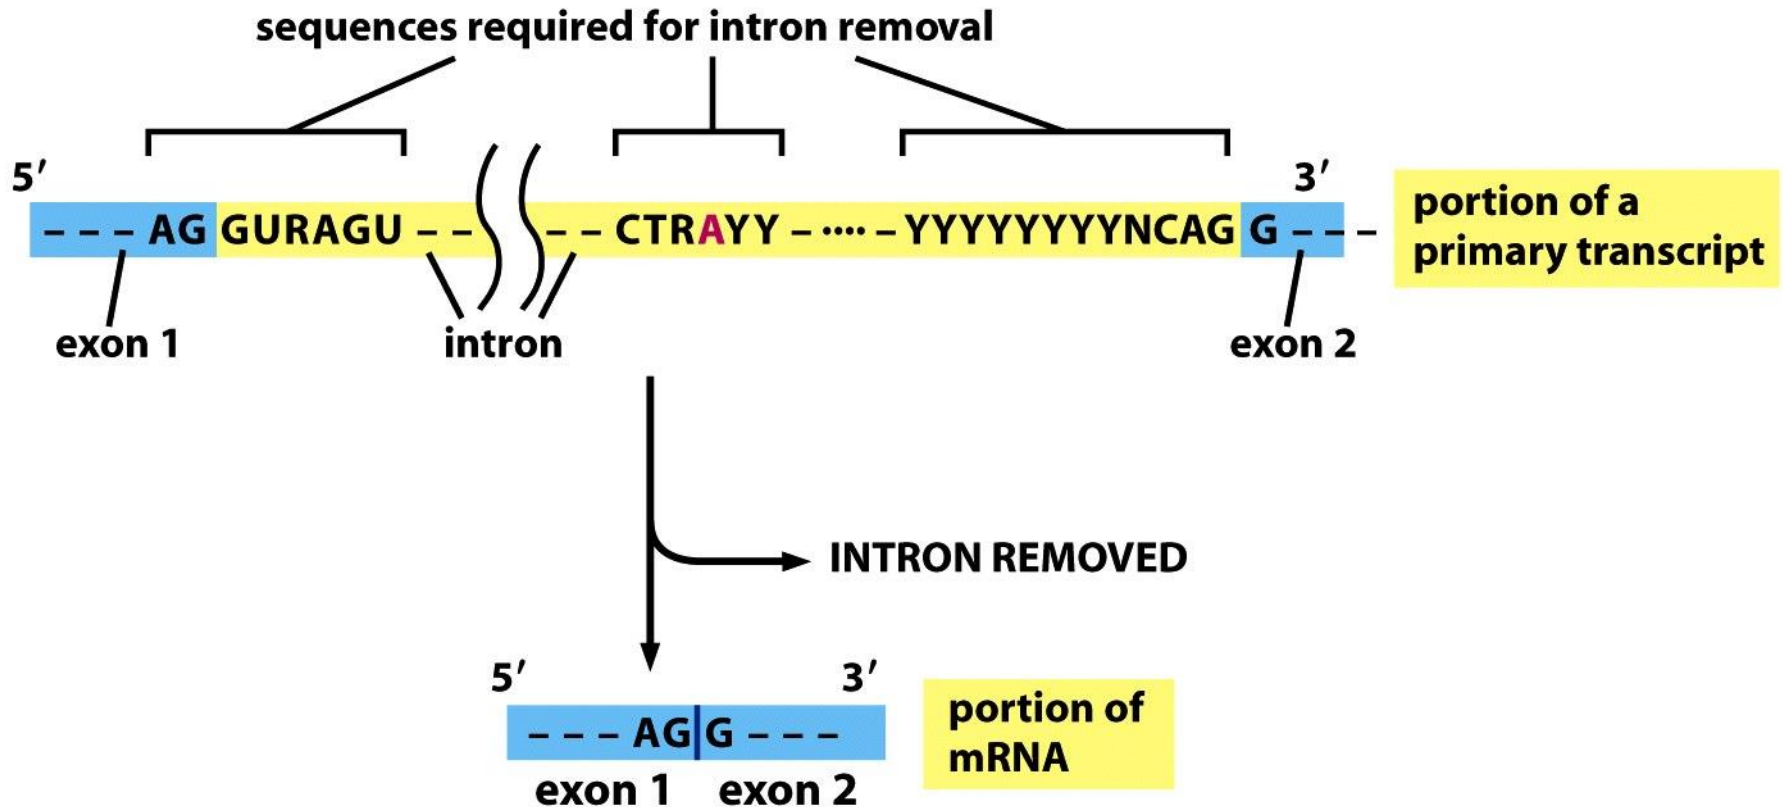 sequences required for intron removal
5′ 3′
– – – AG GURAGU – – – – CTRAYY – ···· – YYYYYYYYNCAG G – – –
portion of a
primary transcript
exon 1 intron exon 2
INTRON REMOVED
5′ 3′
– – – AG G – – –
portion of
mRNA
exon 1 exon 2